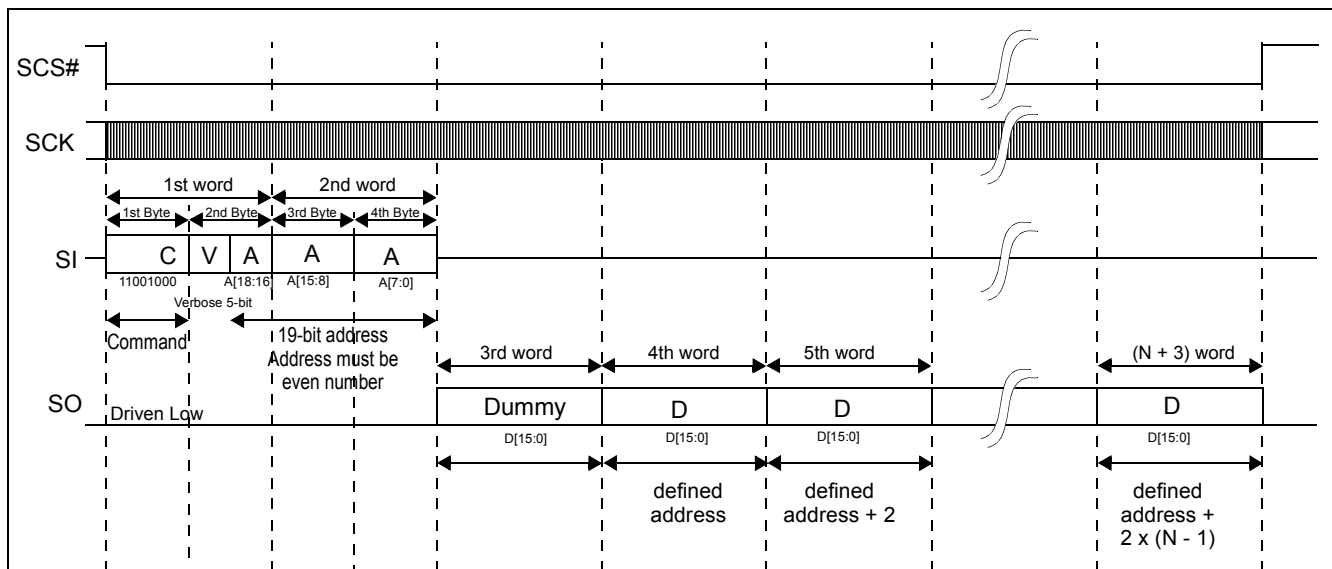 SCS#
SCK
1st word 2nd word
1st Byte 2nd Byte 3rd Byte 4th Byte
SI C V A A A
11001000 A[18:16] A[15:8] A[7:0]
Verbose 5-bit
Command
19-bit address
Address must be
even number
3rd word 4th word 5th word (N + 3) word
SO Driven Low Dummy D D D
D[15:0] D[15:0] D[15:0] D[15:0]
defined
address
defined
address + 2
defined
address +
2 x (N - 1)